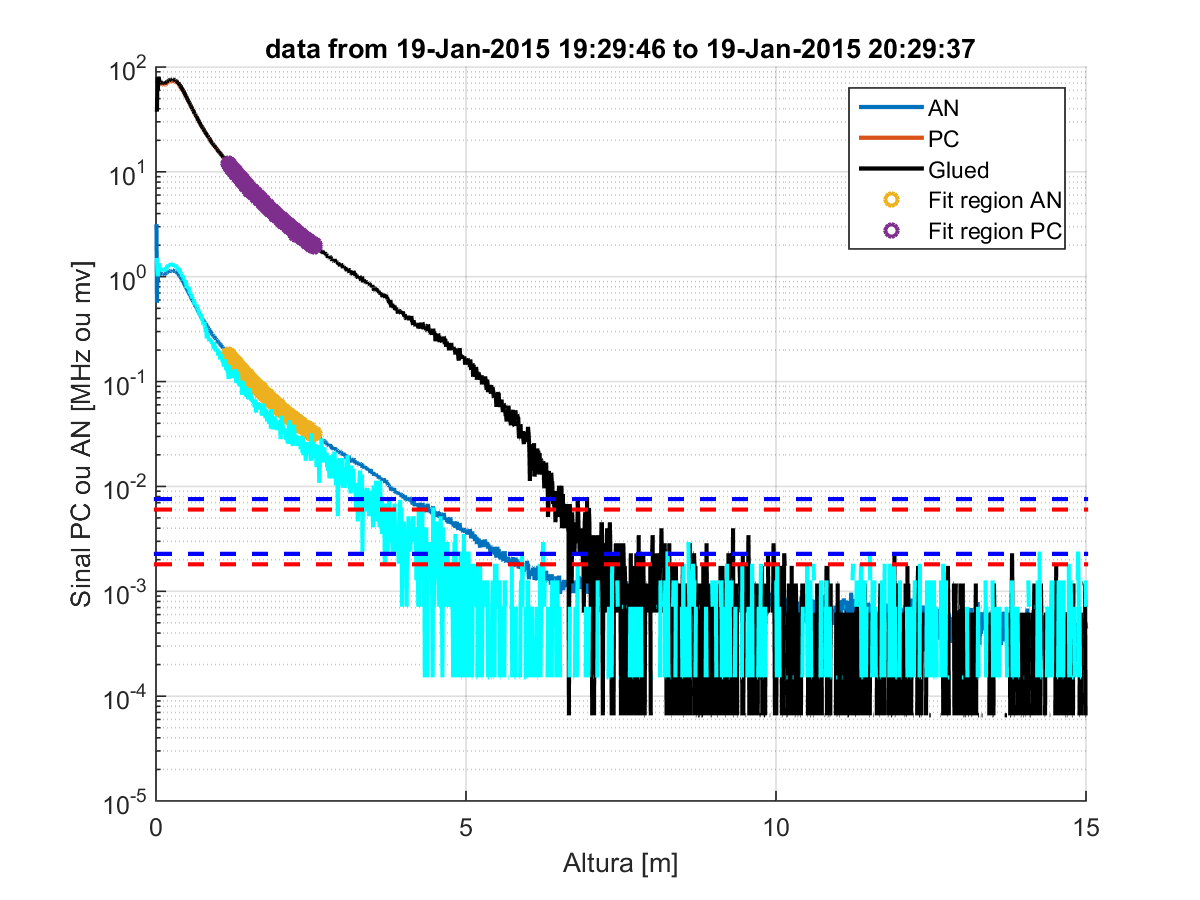 data from 19-Jan-2015 19:29:46 to 19-Jan-2015 20:29:37
Sinal PC ou AN [MHz ou mv]
10^2
10^1
10^0
10^-1
10^-2
10^-3
10^-4
10^-5
AN
PC
Glued
Fit region AN
Fit region PC
0 5 10 15
Altura [m]